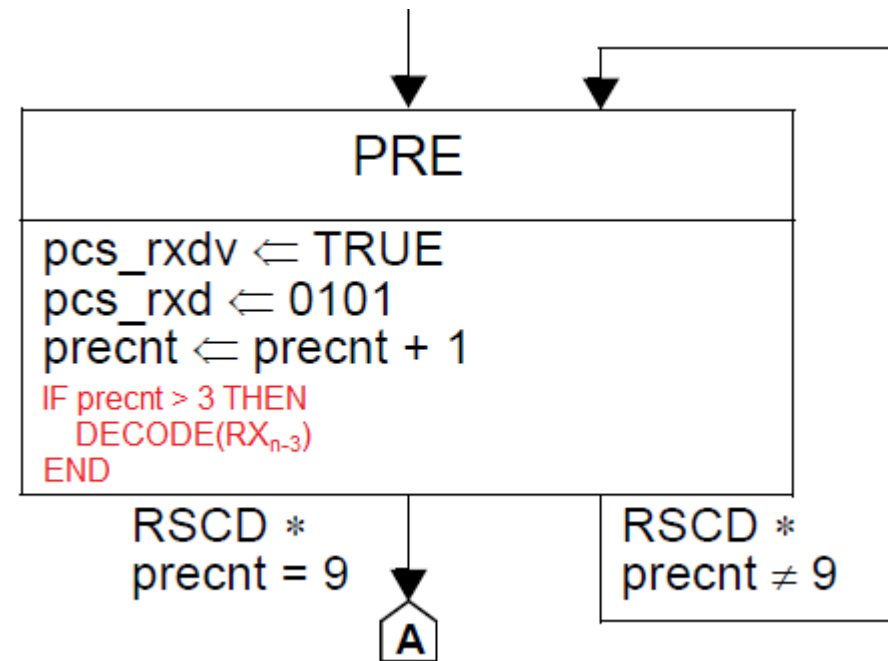 PRE
pcs_rxdv ⇐ TRUE
pcs_rxd ⇐ 0101
precnt ⇐ precnt + 1
IF precnt > 3 THEN
DECODE(RXn-3)
END
RSCD ∗
precnt = 9
RSCD ∗
precnt ≠ 9
A